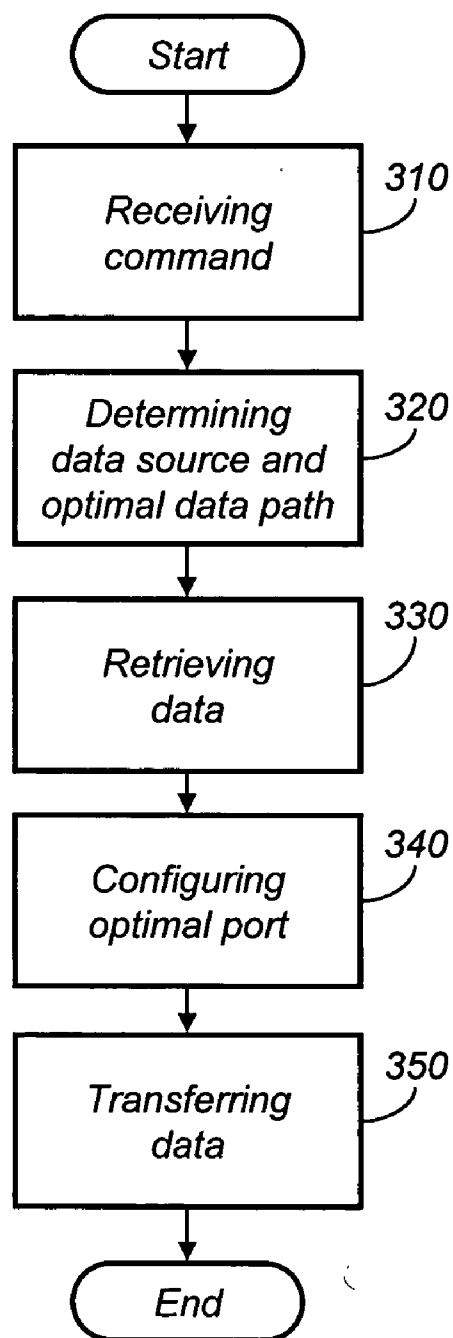 Start
310
Receiving
command
320
Determining
data source and
optimal data path
330
Retrieving
data
340
Configuring
optimal port
350
Transferring
data
End